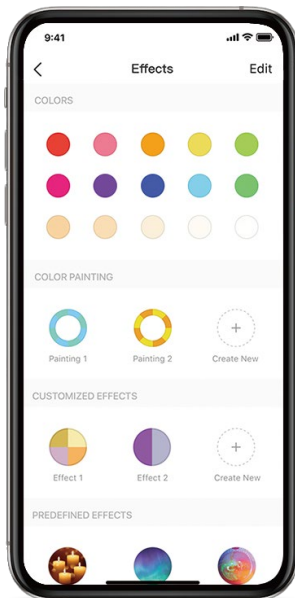 9:41
Effects Edit
COLORS
COLOR PAINTING
Painting 1 Painting 2 Create New
CUSTOMIZED EFFECTS
Effect 1 Effect 2 Create New
PREDEFINED EFFECTS